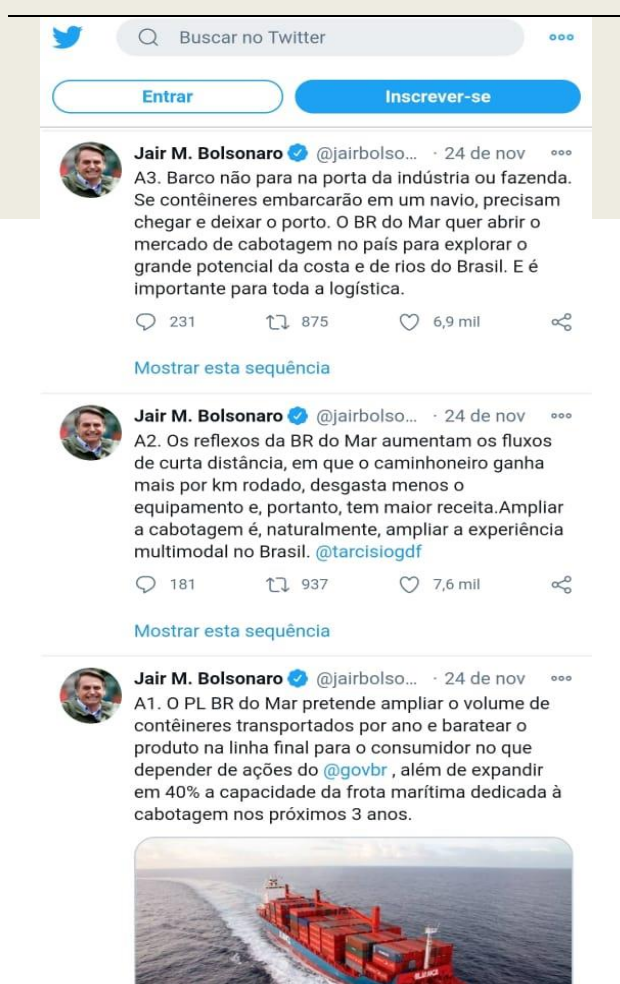 Buscar no Twitter
Entrar
Inscrever-se
Jair M. Bolsonaro @jairbolso... · 24 de nov
A3. Barco não para na porta da indústria ou fazenda.
Se contêineres embarcarão em um navio, precisam
chegar e deixar o porto. O BR do Mar quer abrir o
mercado de cabotagem no país para explorar o
grande potencial da costa e de rios do Brasil. E é
importante para toda a logística.
231 875 6,9 mil
Mostrar esta sequência
Jair M. Bolsonaro @jairbolso... · 24 de nov
A2. Os reflexos da BR do Mar aumentam os fluxos
de curta distância, em que o caminhoneiro ganha
mais por km rodado, desgasta menos o
equipamento e, portanto, tem maior receita.Ampliar
a cabotagem é, naturalmente, ampliar a experiência
multimodal no Brasil. @tarcisiogdf
181 937 7,6 mil
Mostrar esta sequência
Jair M. Bolsonaro @jairbolso... · 24 de nov
A1. O PL BR do Mar pretende ampliar o volume de
contêineres transportados por ano e baratear o
produto na linha final para o consumidor no que
depender de ações do @govbr , além de expandir
em 40% a capacidade da frota marítima dedicada à
cabotagem nos próximos 3 anos.